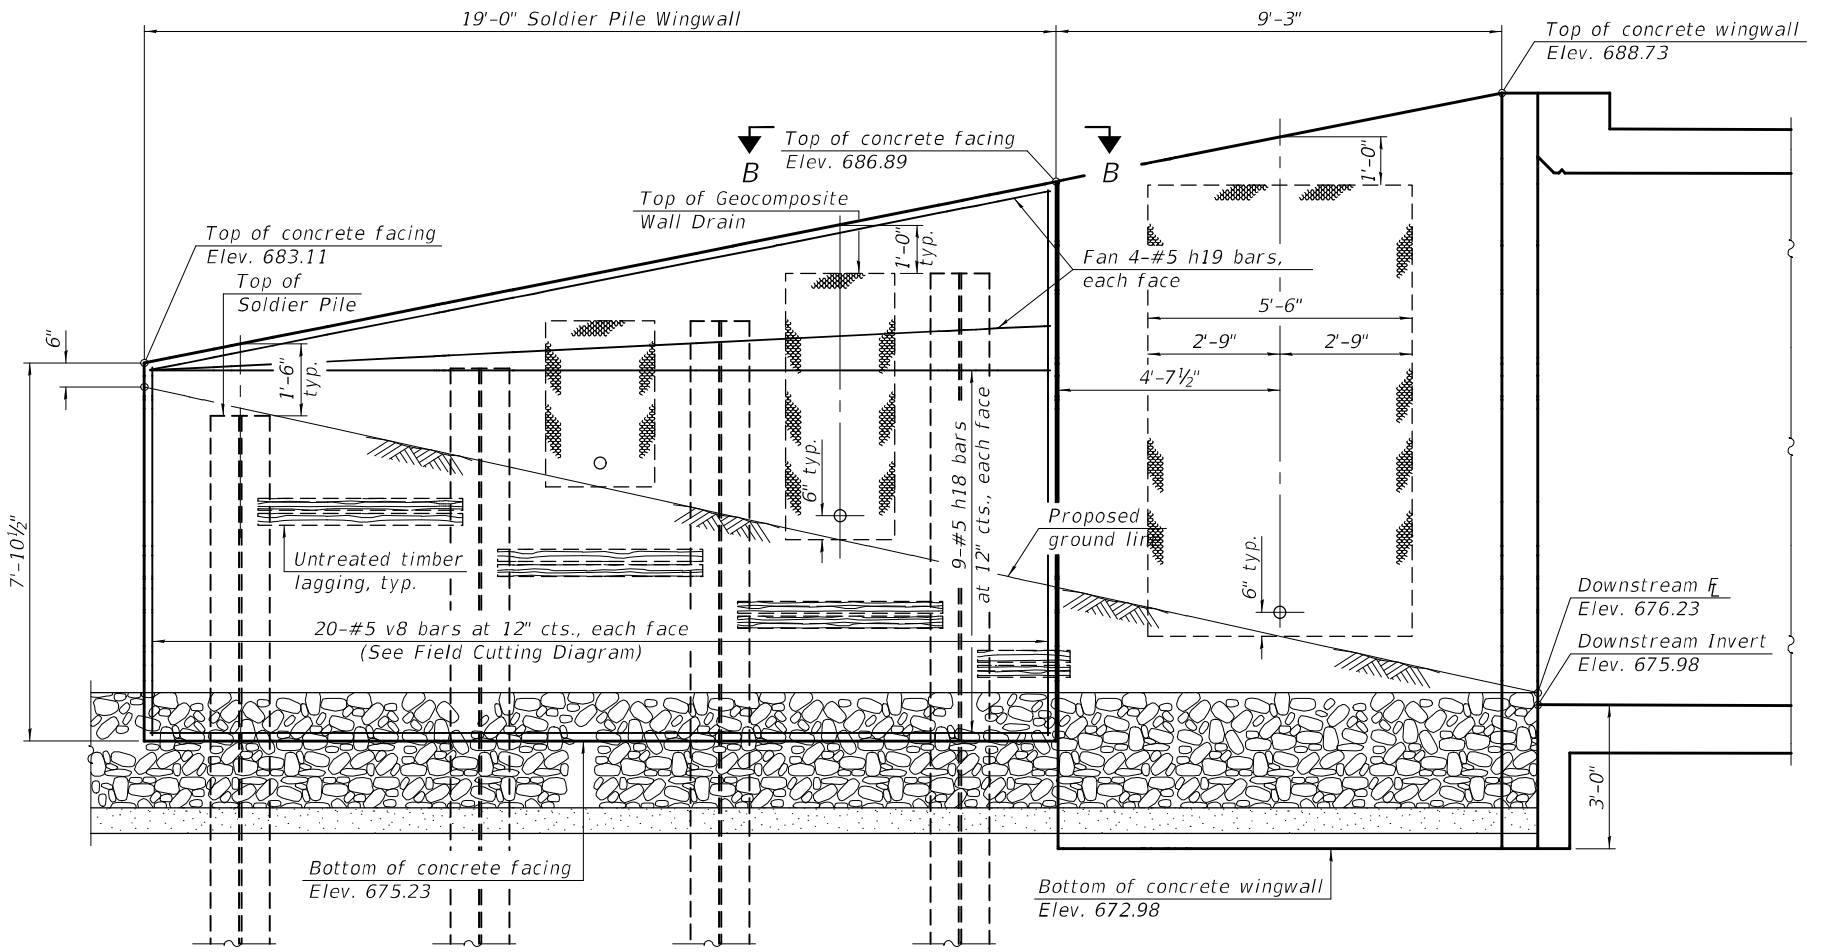 19'-0" Soldier Pile Wingwall
9'-3"
Top of concrete wingwall
Elev. 688.73
B
Top of concrete facing
Elev. 686.89
B
1'-0"
Top of Geocomposite
Wall Drain
1'-0"
typ.
Top of concrete facing
Elev. 683.11
Top of
Soldier Pile
Fan 4-#5 h19 bars,
each face
6"
1'-6"
typ.
5'-6"
2'-9"
2'-9"
4'-7½"
7'-10½"
6" typ.
9-#5 h18 bars
at 12" cts., each face
Proposed
ground line
Untreated timber
lagging, typ.
6" typ.
Downstream F̵L
Elev. 676.23
20-#5 v8 bars at 12" cts., each face
(See Field Cutting Diagram)
Downstream Invert
Elev. 675.98
3'-0"
Bottom of concrete facing
Elev. 675.23
Bottom of concrete wingwall
Elev. 672.98